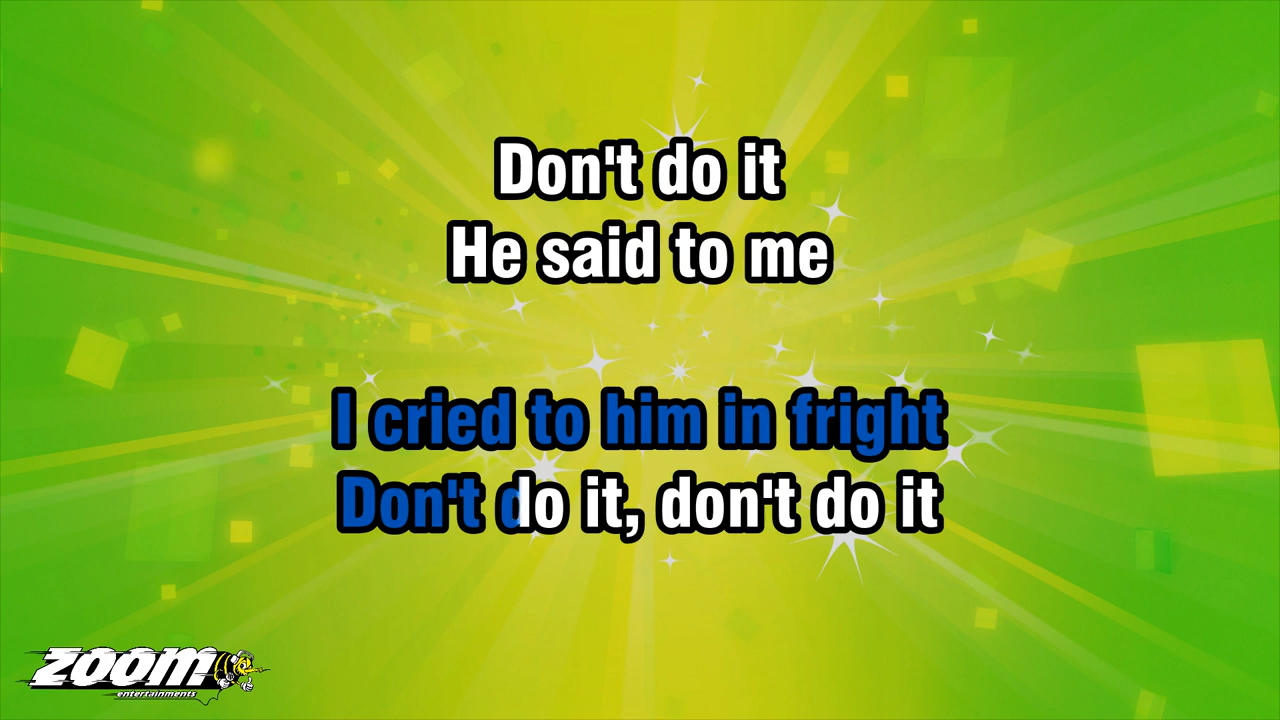 Don't do it
He said to me
I cried to him in fright
Don't do it, don't do it
ZOOM
entertainments